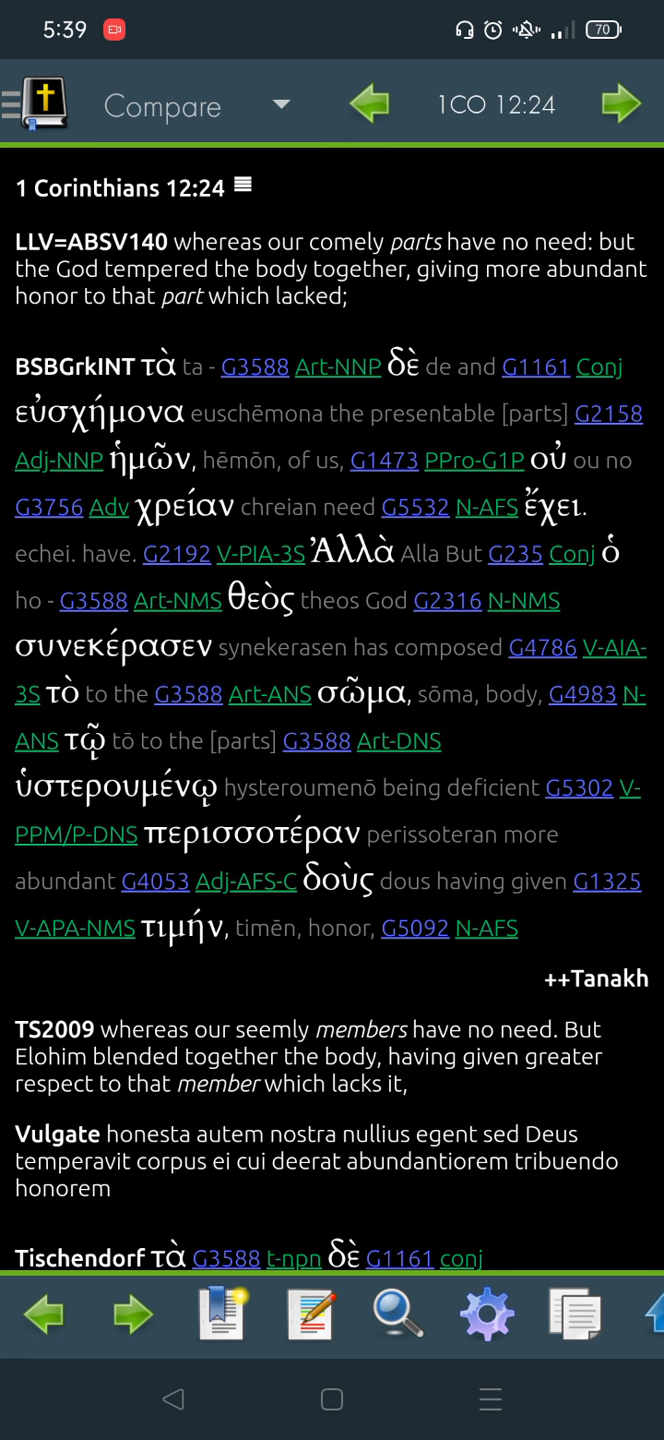 5:39
70
Compare
1CO 12:24
1 Corinthians 12:24
LLV=ABSV140 whereas our comely parts have no need: but
the God tempered the body together, giving more abundant
honor to that part which lacked;
BSBGrkINT τὰ ta - G3588 Art-NNP δὲ de and G1161 Conj
εὐσχήμονα euschēmona the presentable [parts] G2158
Adj-NNP ἡμῶν, hēmōn, of us, G1473 PPro-G1P οὐ ou no
G3756 Adv χρείαν chreian need G5532 N-AFS ἔχει.
echei. have. G2192 V-PIA-3S Ἀλλὰ Alla But G235 Conj ὁ
ho - G3588 Art-NMS θεὸς theos God G2316 N-NMS
συνεκέρασεν synekerasen has composed G4786 V-AIA-
3S τὸ to the G3588 Art-ANS σῶμα, sōma, body, G4983 N-
ANS τῷ tō to the [parts] G3588 Art-DNS
ὑστερουμένῳ hysteroumenō being deficient G5302 V-
PPM/P-DNS περισσοτέραν perissoteran more
abundant G4053 Adj-AFS-C δοὺς dous having given G1325
V-APA-NMS τιμήν, timēn, honor, G5092 N-AFS
++Tanakh
TS2009 whereas our seemly members have no need. But
Elohim blended together the body, having given greater
respect to that member which lacks it,
Vulgate honesta autem nostra nullius egent sed Deus
temperavit corpus ei cui deerat abundantiorem tribuendo
honorem
Tischendorf τὰ G3588 t-npn δὲ G1161 conj